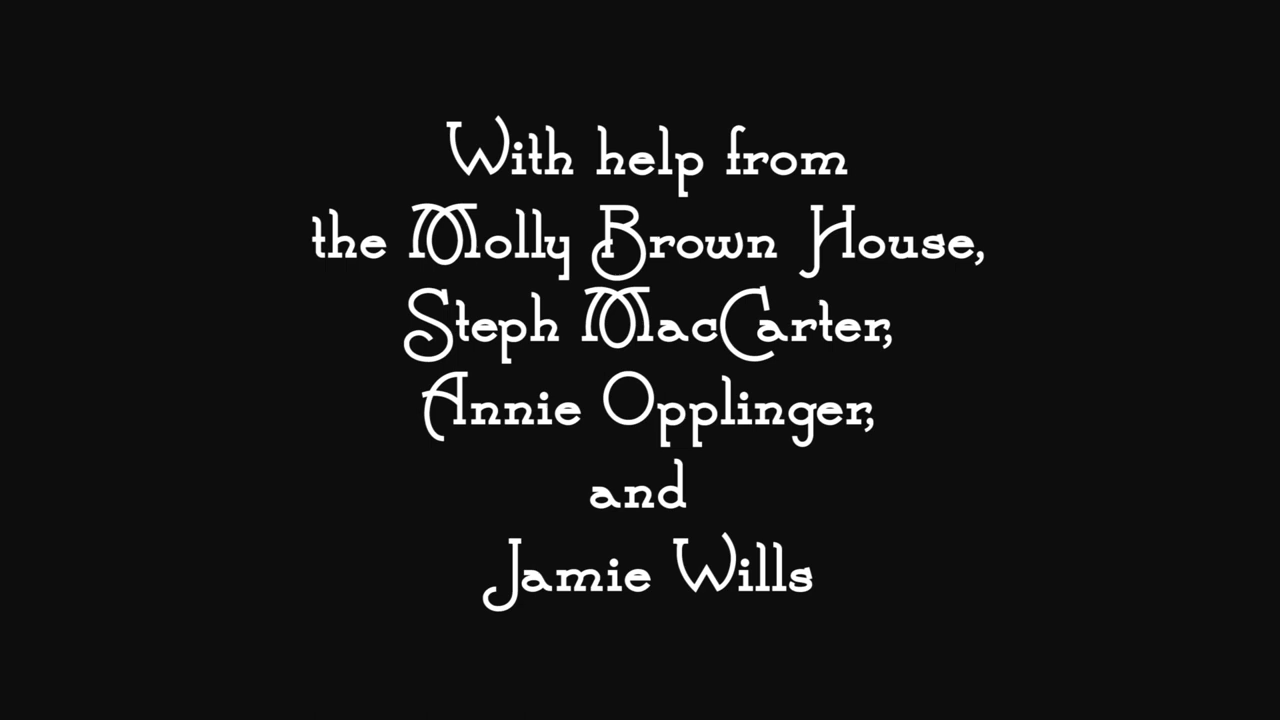 With help from
the Molly Brown House,
Steph MacCarter,
Annie Opplinger,
and
Jamie Wills